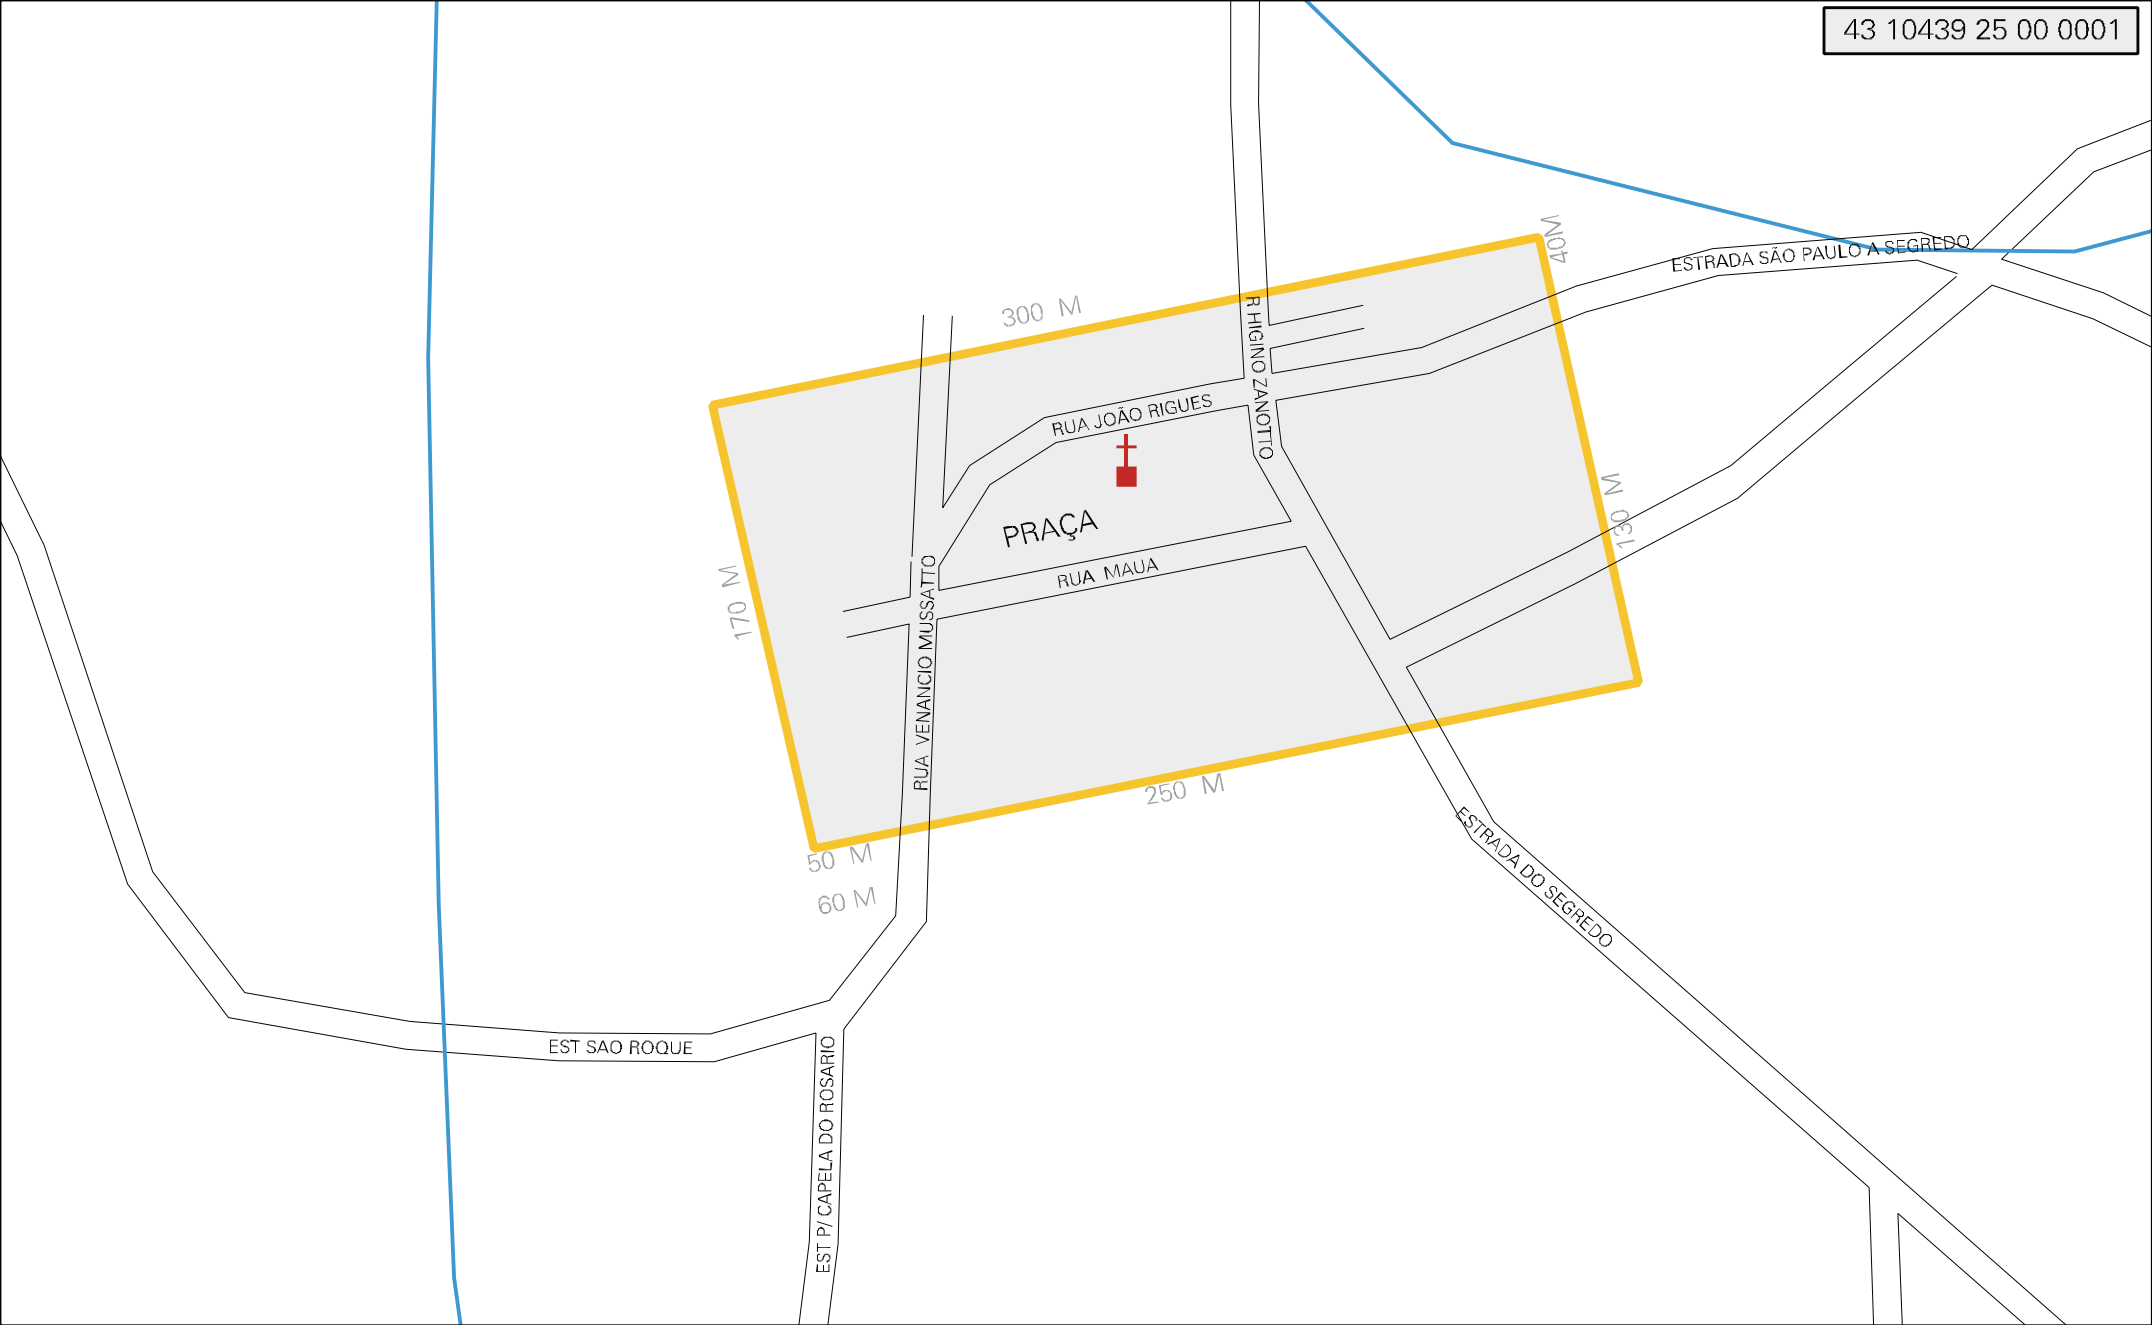 43 10439 25 00 0001
40M
ESTRADA SÃO PAULO A SEGREDO
300 M
R HIGINO ZANOTTO
RUA JOÃO RIGUES
PRAÇA
130 M
RUA MAUA
170 M
RUA VENANCIO MUSSATTO
250 M
50 M
60 M
ESTRADA DO SEGREDO
EST SAO ROQUE
EST P/ CAPELA DO ROSARIO